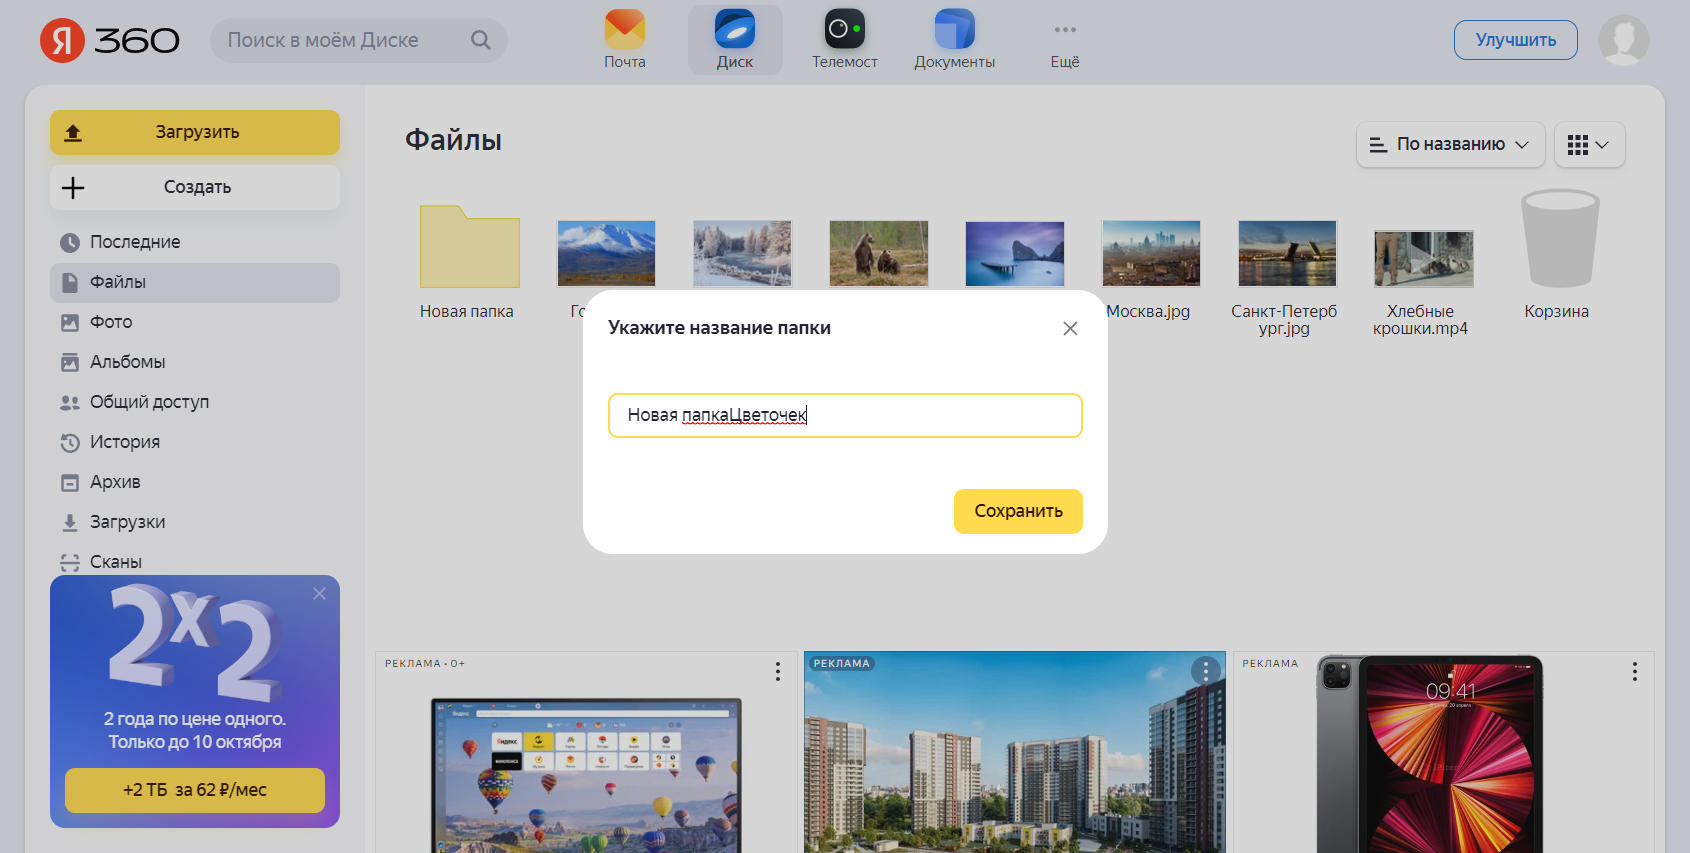 Я 360
Поиск в моём Диске
Почта
Диск
Телемост
Документы
Ещё
Улучшить
Загрузить
Создать
Последние
Файлы
Фото
Альбомы
Общий доступ
История
Архив
Загрузки
Сканы
2x2
2 года по цене одного.
Только до 10 октября
+2 ТБ за 62 ₽/мес
Файлы
По названию
Новая папка
Москва.jpg
Санкт-Петерб
ург.jpg
Хлебные
крошки.mp4
Корзина
Укажите название папки
Новая папкаЦветочек
Сохранить
РЕКЛАМА • 0+
РЕКЛАМА
РЕКЛАМА
09:41